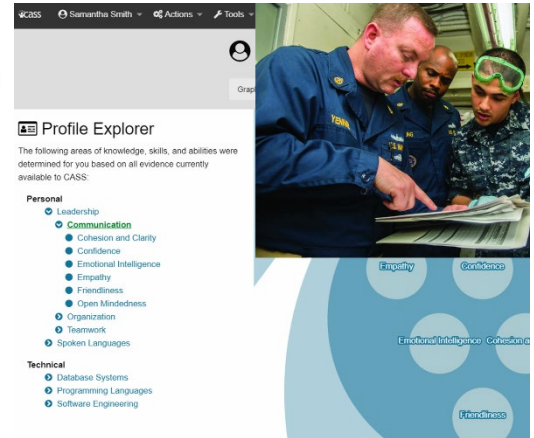 CASS Samantha Smith Actions Tools
Grap
Profile Explorer
The following areas of knowledge, skills, and abilities were
determined for you based on all evidence currently
available to CASS:
Personal
Leadership
Communication
Cohesion and Clarity
Confidence
Emotional Intelligence
Empathy
Friendliness
Open Mindedness
Organization
Teamwork
Spoken Languages
Technical
Database Systems
Programming Languages
Software Engineering
Empathy Confidence
Emotional Intelligence Cohesion a
Friendliness